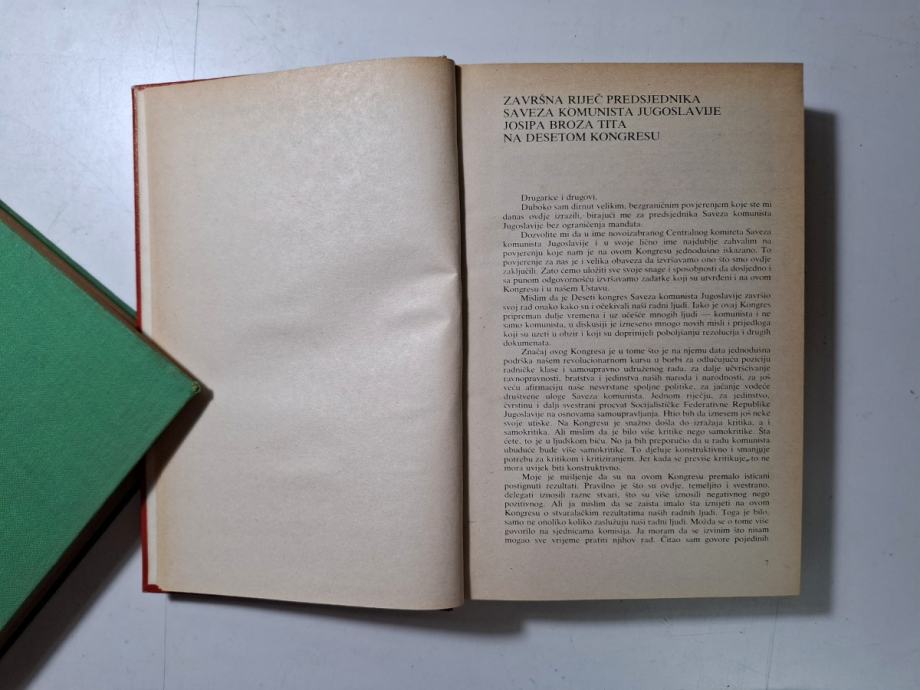 ZAVRŠNA RIJEČ PREDSJEDNIKA
SAVEZA KOMUNISTA JUGOSLAVIJE
JOSIPA BROZA TITA
NA DESETOM KONGRESU
Drugarice i drugovi,
Duboko sam dirnut velikim, bezgraničnim povjerenjem koje ste mi
danas ovdje izrazili, birajući me za predsjednika Saveza komunista
Jugoslavije bez ograničenja mandata.
Dozvolite mi da u ime novoizabranog Centralnog komiteta Saveza
komunista Jugoslavije i u svoje lično ime najdublje zahvalim na
povjerenju koje nam je na ovom Kongresu jednodušno iskazano. To
povjerenje za nas je i velika obaveza da izvršavamo ono što smo ovdje
zaključili. Zato ćemo uložiti sve svoje snage i sposobnosti da dosljedno i
sa punom odgovornošću izvršavamo zadatke koji su utvrđeni i na ovom
Kongresu i u našem Ustavu.
Mislim da je Deseti kongres Saveza komunista Jugoslavije završio
svoj rad onako kako su i očekivali naši radni ljudi. Iako je ovaj Kongres
pripreman dulje vremena i uz učešće mnogih ljudi — komunista i ne
samo komunista, u diskusiji je izneseno mnogo novih misli i prijedloga
koji su uzeti u obzir i koji su doprinijeli poboljšanju rezolucija i drugih
dokumenata.
Značaj ovog Kongresa je u tome što je na njemu data jednodušna
podrška našem revolucionarnom kursu u borbi za odlučujuću poziciju
radničke klase i samoupravno udruženog rada, za dalje učvršćivanje
ravnopravnosti, bratstva i jedinstva naših naroda i narodnosti, za još
veću afirmaciju naše nesvrstane spoljne politike, za jačanje vodeće
društvene uloge Saveza komunista. Jednom riječju, za jedinstvo,
čvrstinu i dalji svestrani procvat Socijalističke Federativne Republike
Jugoslavije na osnovama samoupravljanja. Htio bih da iznesem još neke
svoje utiske. Na Kongresu je snažno došla do izražaja kritika, a i
samokritika. Ali mislim da je bilo više kritike nego samokritike. Šta
ćete, to je u ljudskom biću. No ja bih preporučio da u radu komunista
ubuduće bude više samokritike. To djeluje konstruktivno i smanjuje
potrebu za kritikom i kritiziranjem. Jer kada se previše kritikuje, to ne
mora uvijek biti konstruktivno.
Moje je mišljenje da su na ovom Kongresu premalo isticani
postignuti rezultati. Pravilno je što su ovdje, temeljito i svestrano,
delegati iznosili razne stvari, što su više iznosili negativnog nego
pozitivnog. Ali ja mislim da se zaista imalo šta iznijeti na ovom
Kongresu o stvaralačkim rezultatima naših radnih ljudi. Toga je bilo,
samo ne onoliko koliko zaslužuju naši radni ljudi. Možda se o tome više
govorilo na sjednicama komisija. Ja moram da se izvinim što nisam
mogao sve vrijeme pratiti njihov rad. Čitao sam govore pojedinih
7